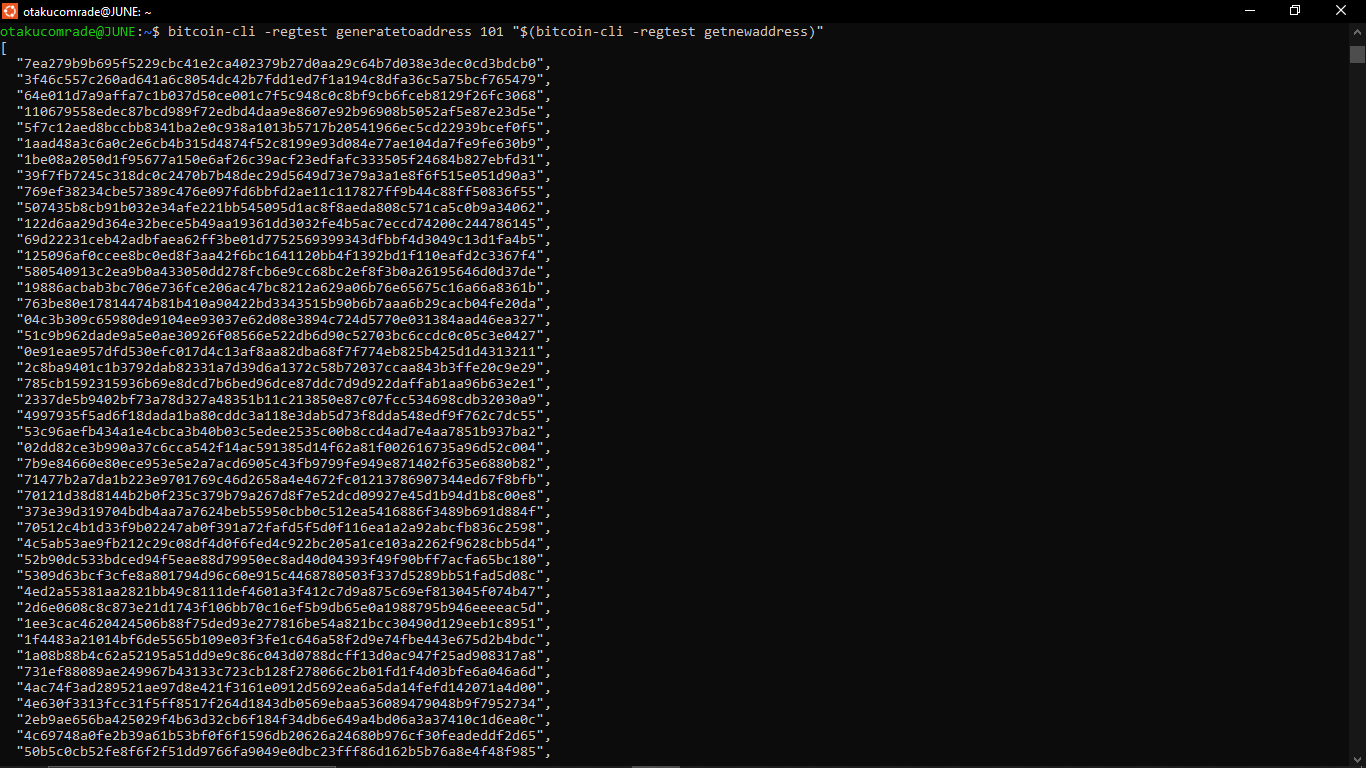 otakucomrade@JUNE: ~
otakucomrade@JUNE:~$ bitcoin-cli -regtest generatetoaddress 101 "$(bitcoin-cli -regtest getnewaddress)"
[
  "7ea279b9b695f5229cbc41e2ca402379b27d0aa29c64b7d038e3dec0cd3bdcb0",
  "3f46c557c260ad641a6c8054dc42b7fdd1ed7f1a194c8dfa36c5a75bcf765479",
  "64e011d7a9affa7c1b037d50ce001c7f5c948c0c8bf9cb6fceb8129f26fc3068",
  "110679558edec87bcd989f72edbd4daa9e8607e92b96908b5052af5e87e23d5e",
  "5f7c12aed8bccbb8341ba2e0c938a1013b5717b20541966ec5cd22939bcef0f5",
  "1aad48a3c6a0c2e6cb4b315d4874f52c8199e93d084e77ae104da7fe9fe630b9",
  "1be08a2050d1f95677a150e6af26c39acf23edfafc333505f24684b827ebfd31",
  "39f7fb7245c318dc0c2470b7b48dec29d5649d73e79a3a1e8f6f515e051d90a3",
  "769ef38234cbe57389c476e097fd6bbfd2ae11c117827ff9b44c88ff50836f55",
  "507435b8cb91b032e34afe221bb545095d1ac8f8aeda808c571ca5c0b9a34062",
  "122d6aa29d364e32bece5b49aa19361dd3032fe4b5ac7eccd74200c244786145",
  "69d22231ceb42adbfaea62ff3be01d7752569399343dfbbf4d3049c13d1fa4b5",
  "125096af0ccee8bc0ed8f3aa42f6bc1641120bb4f1392bd1f110eafd2c3367f4",
  "580540913c2ea9b0a433050dd278fcb6e9cc68bc2ef8f3b0a26195646d0d37de",
  "19886acbab3bc706e736fce206ac47bc8212a629a06b76e65675c16a66a8361b",
  "763be80e17814474b81b410a90422bd3343515b90b6b7aaa6b29cacb04fe20da",
  "04c3b309c65980de9104ee93037e62d08e3894c724d5770e031384aad46ea327",
  "51c9b962dade9a5e0ae30926f08566e522db6d90c52703bc6ccdc0c05c3e0427",
  "0e91eae957dfd530efc017d4c13af8aa82dba68f7f774eb825b425d1d4313211",
  "2c8ba9401c1b3792dab82331a7d39d6a1372c58b72037ccaa843b3ffe20c9e29",
  "785cb1592315936b69e8dcd7b6bed96dce87ddc7d9d922daffab1aa96b63e2e1",
  "2337de5b9402bf73a78d327a48351b11c213850e87c07fcc534698cdb32030a9",
  "4997935f5ad6f18dada1ba80cddc3a118e3dab5d73f8dda548edf9f762c7dc55",
  "53c96aefb434a1e4cbca3b40b03c5edee2535c00b8ccd4ad7e4aa7851b937ba2",
  "02dd82ce3b990a37c6cca542f14ac591385d14f62a81f002616735a96d52c004",
  "7b9e84660e80ece953e5e2a7acd6905c43fb9799fe949e871402f635e6880b82",
  "71477b2a7da1b223e9701769c46d2658a4e4672fc01213786907344ed67f8bfb",
  "70121d38d8144b2b0f235c379b79a267d8f7e52dcd09927e45d1b94d1b8c00e8",
  "373e39d319704bdb4aa7a7624beb55950cbb0c512ea5416886f3489b691d884f",
  "70512c4b1d33f9b02247ab0f391a72fafd5f5d0f116ea1a2a92abcfb836c2598",
  "4c5ab53ae9fb212c29c08df4d0f6fed4c922bc205a1ce103a2262f9628cbb5d4",
  "52b90dc533bdced94f5eae88d79950ec8ad40d04393f49f90bff7acfa65bc180",
  "5309d63bcf3cfe8a801794d96c60e915c4468780503f337d5289bb51fad5d08c",
  "4ed2a55381aa2821bb49c8111def4601a3f412c7d9a875c69ef813045f074b47",
  "2d6e0608c8c873e21d1743f106bb70c16ef5b9db65e0a1988795b946eeeeac5d",
  "1ee3cac4620424506b88f75ded93e277816be54a821bcc30490d129eeb1c8951",
  "1f4483a21014bf6de5565b109e03f3fe1c646a58f2d9e74fbe443e675d2b4bdc",
  "1a08b88b4c62a52195a51dd9e9c86c043d0788dcff13d0ac947f25ad908317a8",
  "731ef88089ae249967b43133c723cb128f278066c2b01fd1f4d03bfe6a046a6d",
  "4ac74f3ad289521ae97d8e421f3161e0912d5692ea6a5da14fefd142071a4d00",
  "4e630f3313fcc31f5ff8517f264d1843db0569ebaa536089479048b9f7952734",
  "2eb9ae656ba425029f4b63d32cb6f184f34db6e649a4bd06a3a37410c1d6ea0c",
  "4c69748a0fe2b39a61b53bf0f6f1596db20626a24680b976cf30feadeddf2d65",
  "50b5c0cb52fe8f6f2f51dd9766fa9049e0dbc23fff86d162b5b76a8e4f48f985",